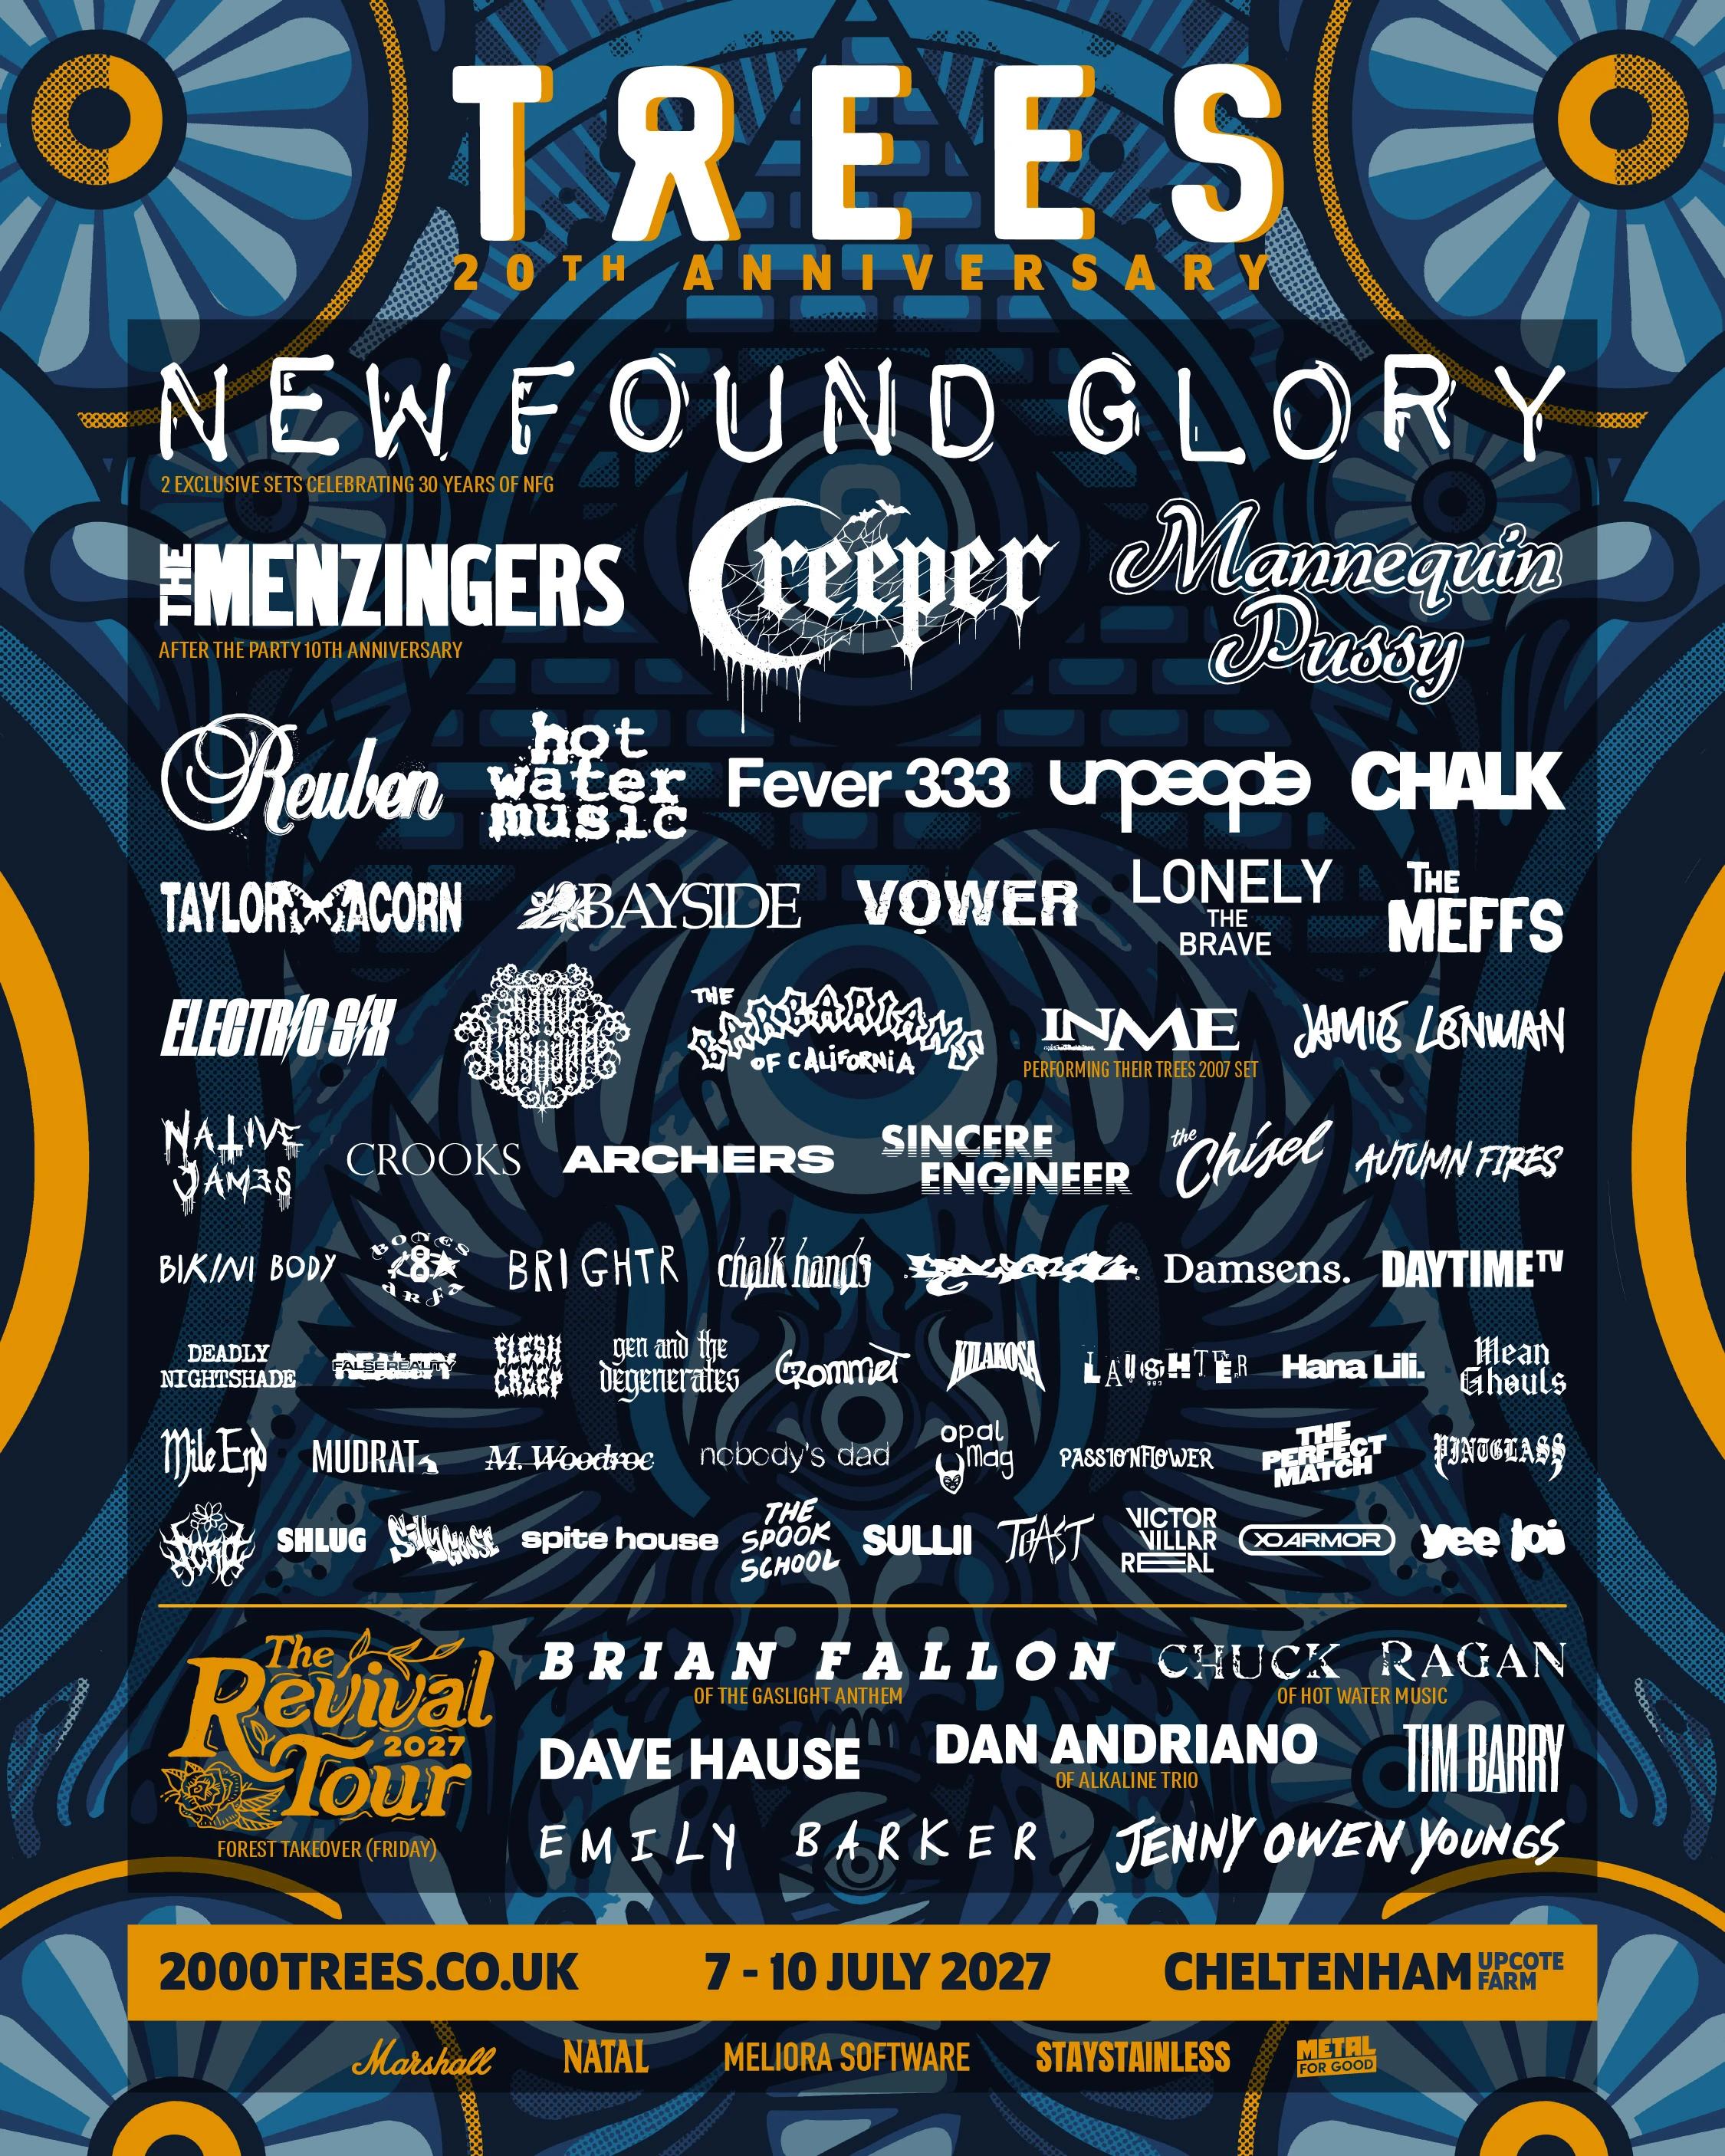 TREES
20TH ANNIVERSARY
NEW FOUND GLORY
2 EXCLUSIVE SETS CELEBRATING 30 YEARS OF NFG
THE MENZINGERS
AFTER THE PARTY 10TH ANNIVERSARY
Creeper
Mannequin
Pussy
Reuben
hot
water
music
Fever 333
unpeople
CHALK
TAYLOR ACORN
BAYSIDE
VOWER
LONELY
THE
BRAVE
THE
MEFFS
ELECTRIC SIX
THE
BARBARIANS
OF CALIFORNIA
INME
PERFORMING THEIR TREES 2007 SET
JAMIE LENMAN
NATIVE
JAMES
CROOKS
ARCHERS
SINCERE
ENGINEER
the
Chisel
AUTUMN FIRES
BIKINI BODY
BONES
8
ARFA
BRIGHTR
chalk hands
Damsens.
DAYTIME TV
DEADLY
NIGHTSHADE
FALSE REALITY
FLESH
CREEP
gen and the
degenerates
Grommet
KILAKOSA
LAUGHTER
Hana Lili.
Mean
Ghouls
Mile End
MUDRAT
M. Woodroe
nobody's dad
opal
mag
PASSIONFLOWER
THE
PERFECT
MATCH
PINTGLASS
SHLUG
SillyGoose
spite house
THE
SPOOK
SCHOOL
SULLII
TOAST
VICTOR
VILLAR
REAL
XO ARMOR
yee loi
The
Revival
2027
Tour
FOREST TAKEOVER (FRIDAY)
BRIAN FALLON
OF THE GASLIGHT ANTHEM
CHUCK RAGAN
OF HOT WATER MUSIC
DAVE HAUSE
DAN ANDRIANO
OF ALKALINE TRIO
TIM BARRY
EMILY BARKER
JENNY OWEN YOUNGS
2000TREES.CO.UK
7 - 10 JULY 2027
CHELTENHAM UPCOTE
FARM
Marshall
NATAL
MELIORA SOFTWARE
STAYSTAINLESS
METAL
FOR GOOD